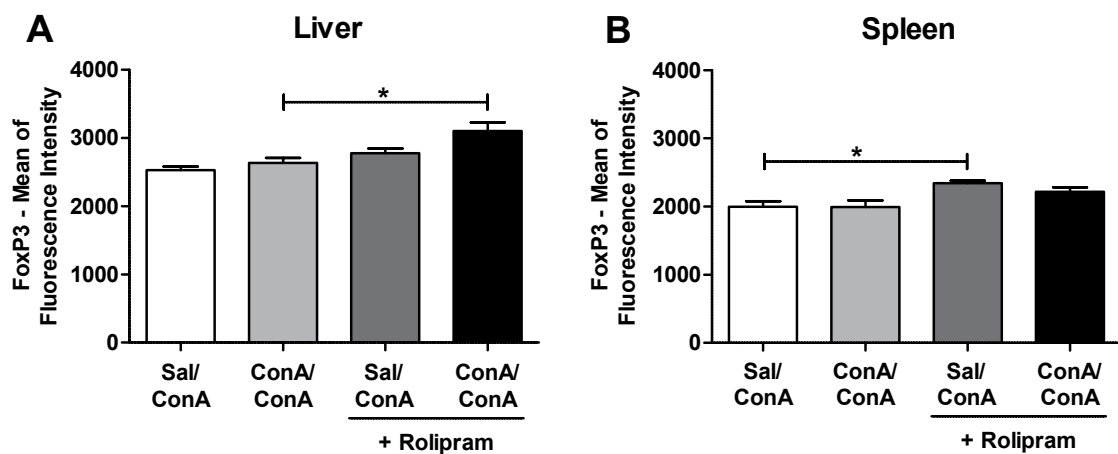 A
Liver
FoxP3 - Mean of
Fluorescence Intensity
4000
3000
2000
1000
0
*
Sal/
ConA
ConA/
ConA
Sal/
ConA
ConA/
ConA
+ Rolipram
B
Spleen
FoxP3 - Mean of
Fluorescence Intensity
4000
3000
2000
1000
0
*
Sal/
ConA
ConA/
ConA
Sal/
ConA
ConA/
ConA
+ Rolipram